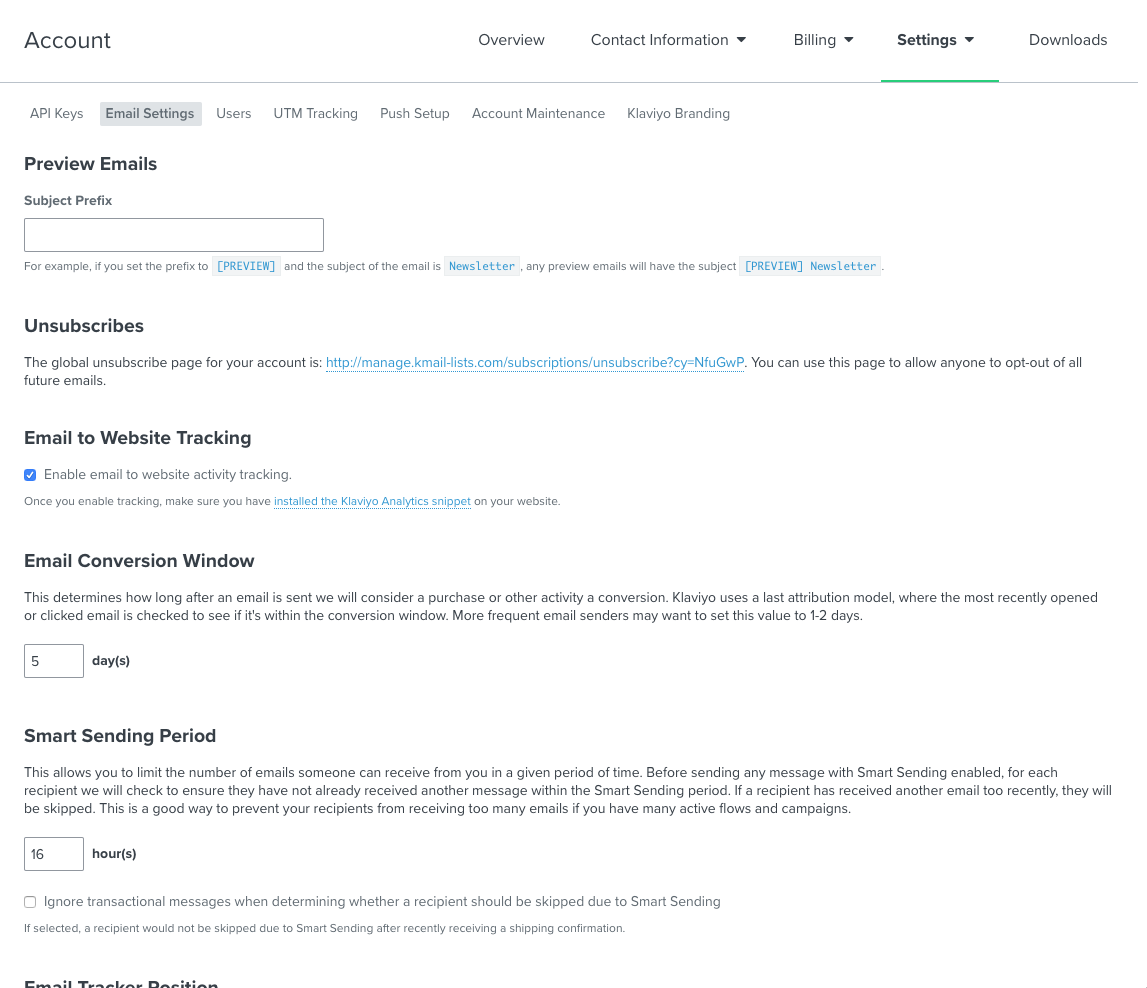 Account
Overview
Contact Information
Billing
Settings
Downloads
API Keys
Email Settings
Users
UTM Tracking
Push Setup
Account Maintenance
Klaviyo Branding
Preview Emails
Subject Prefix
For example, if you set the prefix to [PREVIEW] and the subject of the email is Newsletter, any preview emails will have the subject [PREVIEW] Newsletter.
Unsubscribes
The global unsubscribe page for your account is: http://manage.kmail-lists.com/subscriptions/unsubscribe?cy=NfuGwP. You can use this page to allow anyone to opt-out of all
future emails.
Email to Website Tracking
Enable email to website activity tracking.
Once you enable tracking, make sure you have installed the Klaviyo Analytics snippet on your website.
Email Conversion Window
This determines how long after an email is sent we will consider a purchase or other activity a conversion. Klaviyo uses a last attribution model, where the most recently opened
or clicked email is checked to see if it's within the conversion window. More frequent email senders may want to set this value to 1-2 days.
5 day(s)
Smart Sending Period
This allows you to limit the number of emails someone can receive from you in a given period of time. Before sending any message with Smart Sending enabled, for each
recipient we will check to ensure they have not already received another message within the Smart Sending period. If a recipient has received another email too recently, they will
be skipped. This is a good way to prevent your recipients from receiving too many emails if you have many active flows and campaigns.
16 hour(s)
Ignore transactional messages when determining whether a recipient should be skipped due to Smart Sending
If selected, a recipient would not be skipped due to Smart Sending after recently receiving a shipping confirmation.
Email Tracker Position